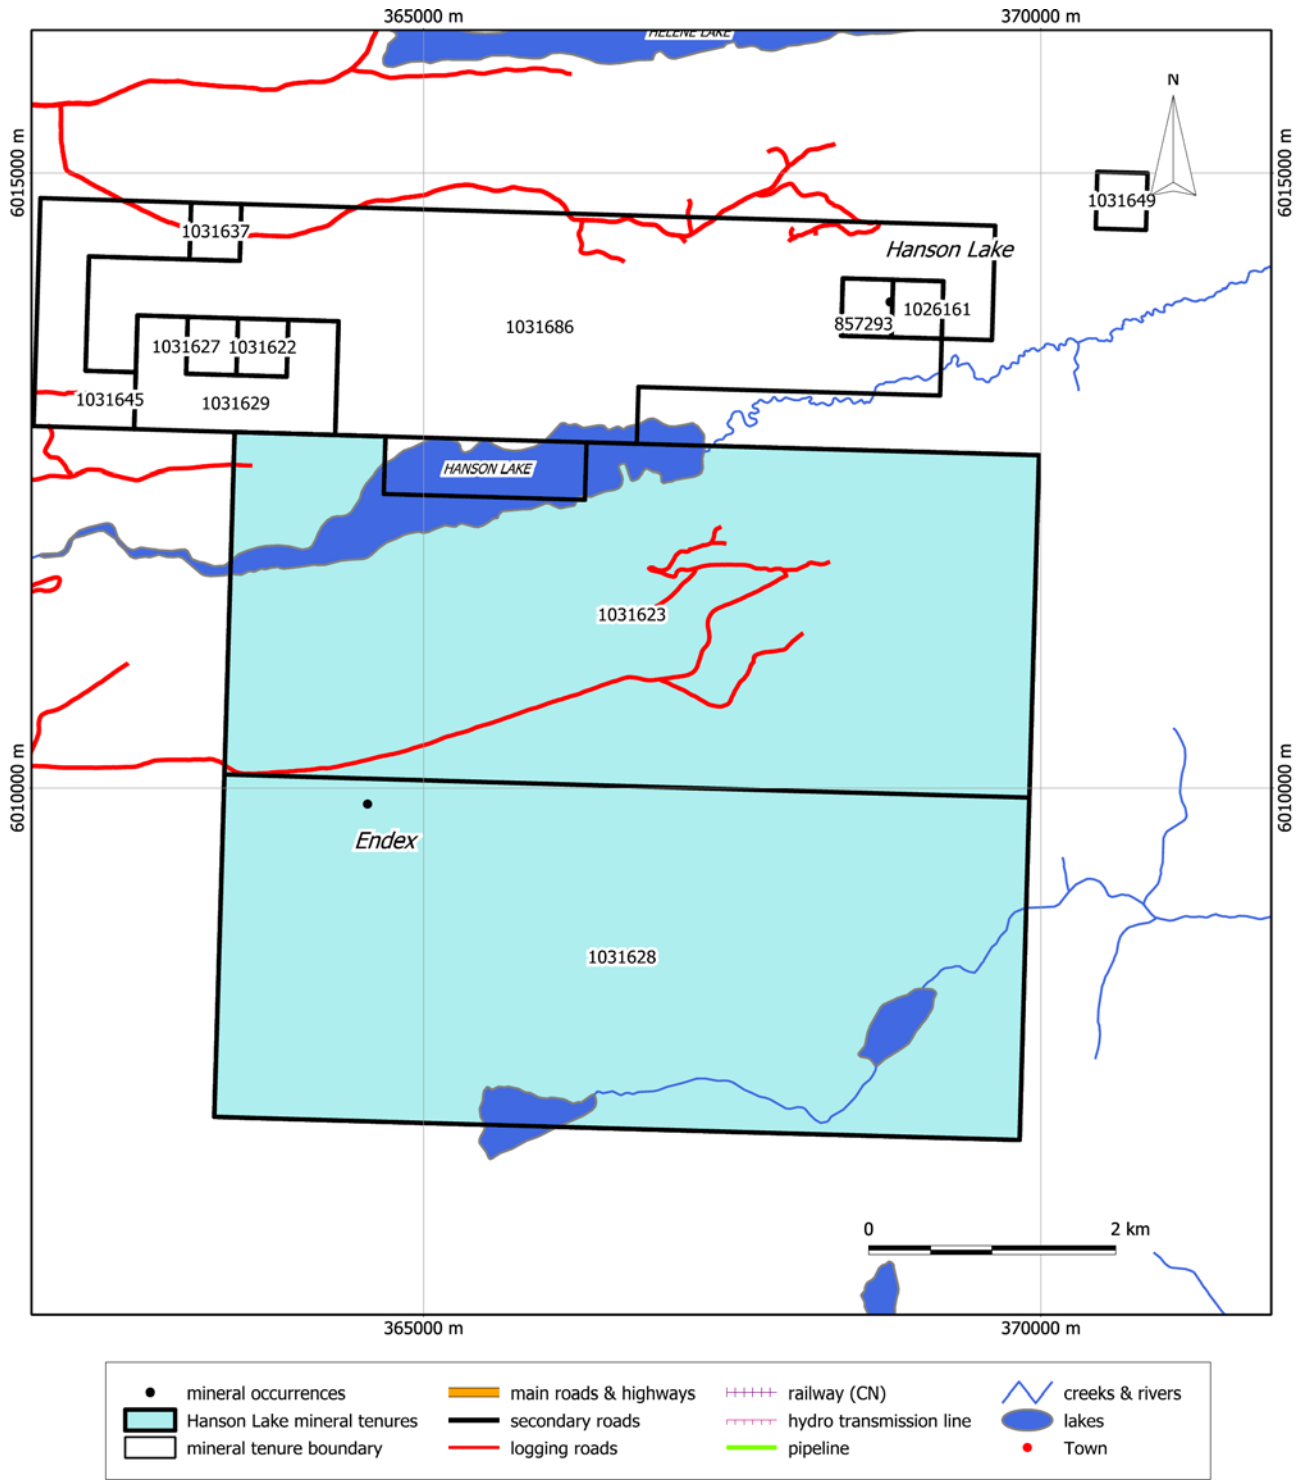 365000 m
370000 m
HELENE LAKE
N
6015000 m
6015000 m
1031649
1031637
Hanson Lake
1026161
857293
1031686
1031627
1031622
1031645
1031629
HANSON LAKE
1031623
6010000 m
6010000 m
Endex
1031628
0
2 km
365000 m
370000 m
mineral occurrences
Hanson Lake mineral tenures
mineral tenure boundary
main roads & highways
secondary roads
logging roads
railway (CN)
hydro transmission line
pipeline
creeks & rivers
lakes
Town